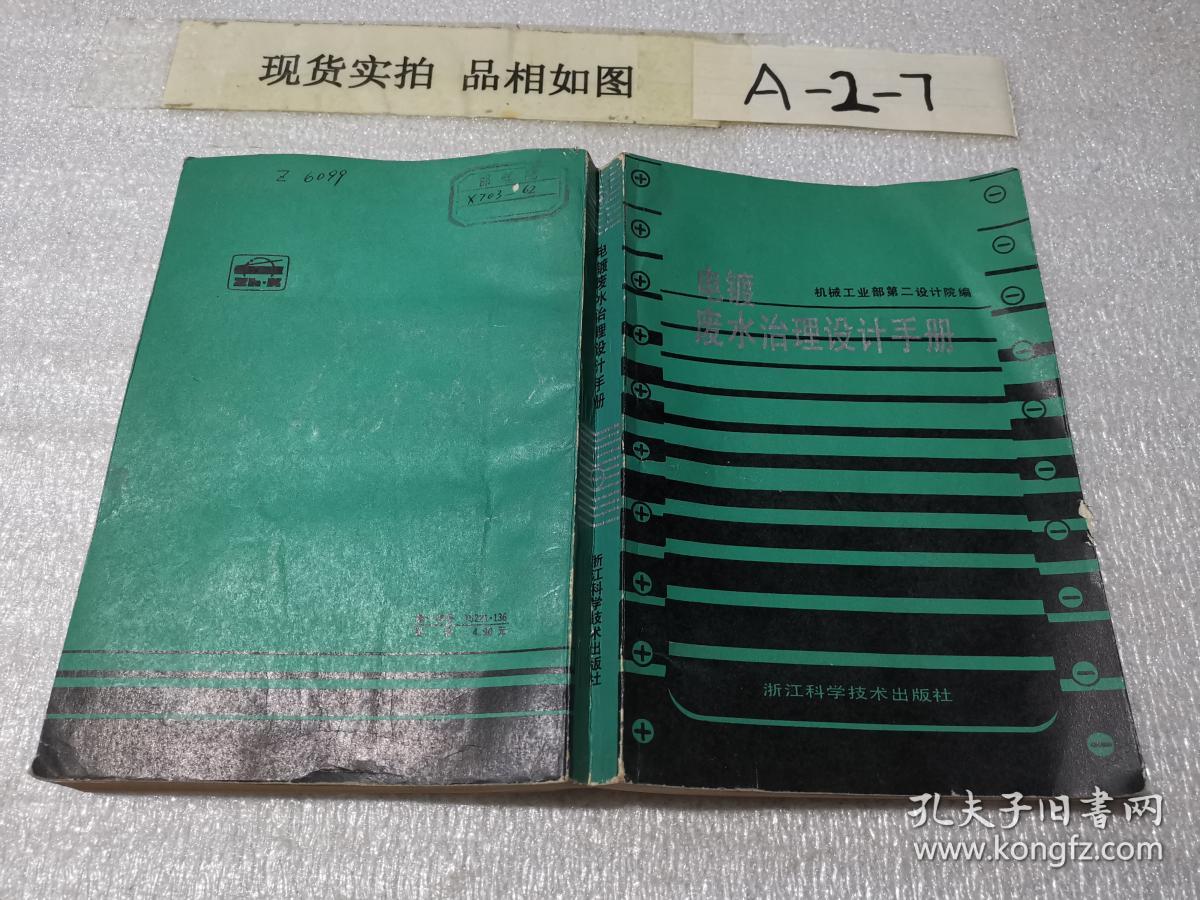 现货实拍 品相如图
A-2-7
Z 6099
X703 62
电镀废水治理设计手册
浙江科学技术出版社
电镀
机械工业部第二设计院编
废水治理设计手册
浙江科学技术出版社
4.90 元
孔夫子旧书网
www.kongfz.com